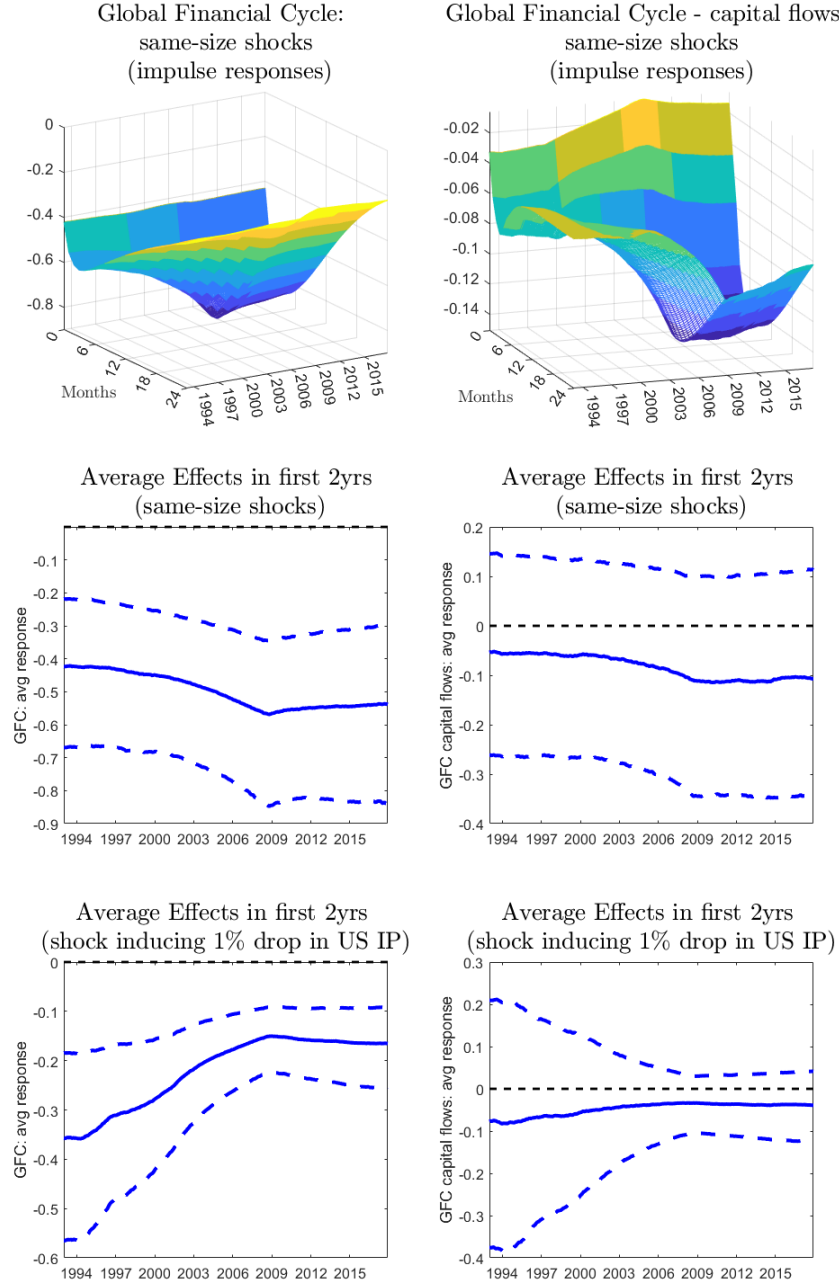 Global Financial Cycle:
same-size shocks
(impulse responses)
0
-0.2
-0.4
-0.6
-0.8
0
6
12
18
24
Months
1994
1997
2000
2003
2006
2009
2012
2015
Global Financial Cycle - capital flows
same-size shocks
(impulse responses)
-0.02
-0.04
-0.06
-0.08
-0.1
-0.12
-0.14
0
6
12
18
24
Months
1994
1997
2000
2003
2006
2009
2012
2015
Average Effects in first 2yrs
(same-size shocks)
GFC: avg response
-0.1
-0.2
-0.3
-0.4
-0.5
-0.6
-0.7
-0.8
-0.9
1994 1997 2000 2003 2006 2009 2012 2015
Average Effects in first 2yrs
(same-size shocks)
GFC capital flows: avg response
0.2
0.1
0
-0.1
-0.2
-0.3
-0.4
1994 1997 2000 2003 2006 2009 2012 2015
Average Effects in first 2yrs
(shock inducing 1% drop in US IP)
GFC: avg response
0
-0.1
-0.2
-0.3
-0.4
-0.5
-0.6
1994 1997 2000 2003 2006 2009 2012 2015
Average Effects in first 2yrs
(shock inducing 1% drop in US IP)
GFC capital flows: avg response
0.3
0.2
0.1
0
-0.1
-0.2
-0.3
-0.4
1994 1997 2000 2003 2006 2009 2012 2015